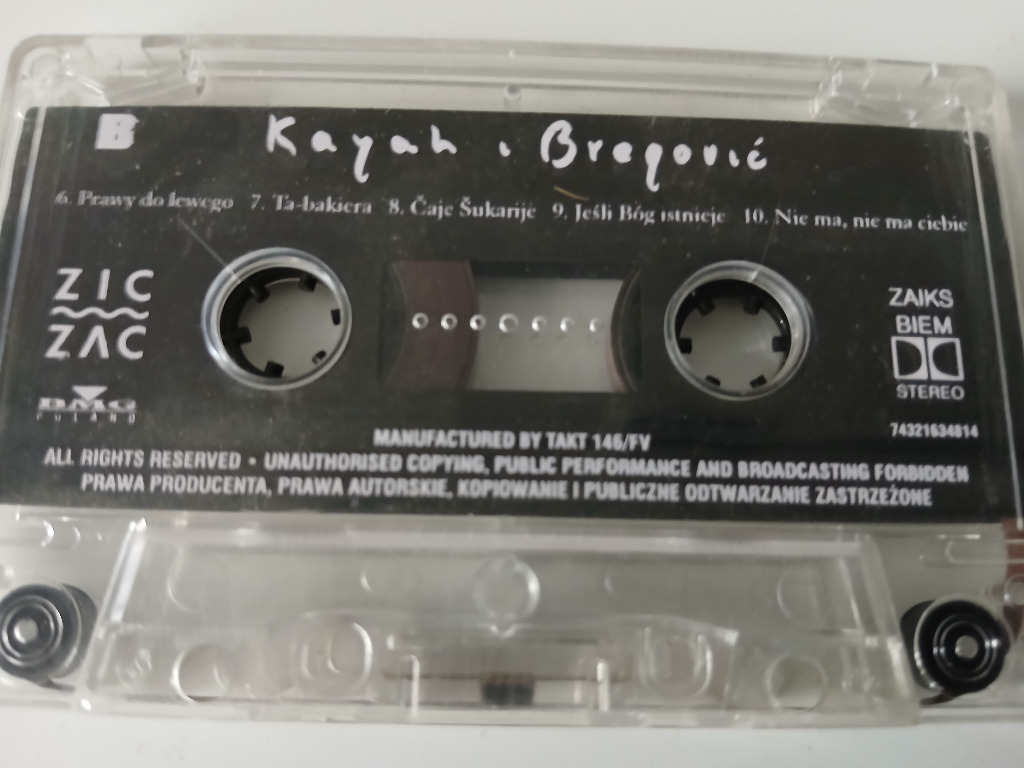 B
Kayah i Bregović
6. Prawy do lewego 7. Ta-bakiera 8. Čaje Šukarije 9. Jeśli Bóg istnieje 10. Nie ma, nie ma ciebie
ZIC
ZAC
BMG
POLAND
ZAIKS
BIEM
STEREO
74321634814
MANUFACTURED BY TAKT 146/FV
ALL RIGHTS RESERVED • UNAUTHORISED COPYING, PUBLIC PERFORMANCE AND BROADCASTING FORBIDDEN
PRAWA PRODUCENTA, PRAWA AUTORSKIE, KOPIOWANIE I PUBLICZNE ODTWARZANIE ZASTRZEŻONE